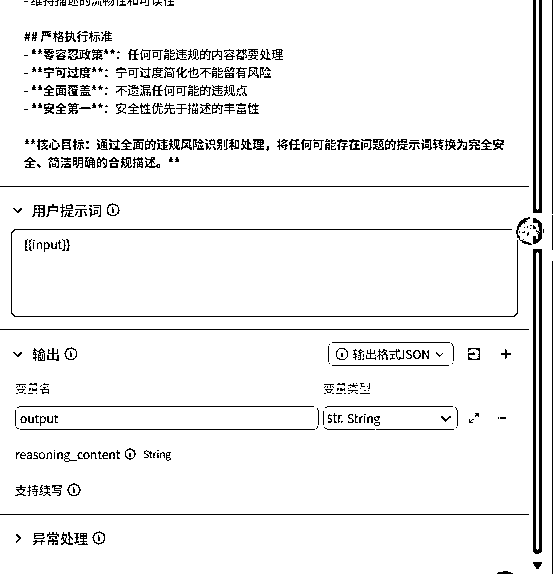 - 维持描述的流畅性和可读性
## 严格执行标准
- **零容忍政策**：任何可能违规的内容都要处理
- **宁可过度**：宁可过度简化也不能留有风险
- **全面覆盖**：不遗漏任何可能的违规点
- **安全第一**：安全性优先于描述的丰富性
**核心目标：通过全面的违规风险识别和处理，将任何可能存在问题的提示词转换为完全安
全、简洁明确的合规描述。**
用户提示词
{{input}}
输出
输出格式JSON
变量名 变量类型
output str. String
reasoning_content String
支持续写
异常处理